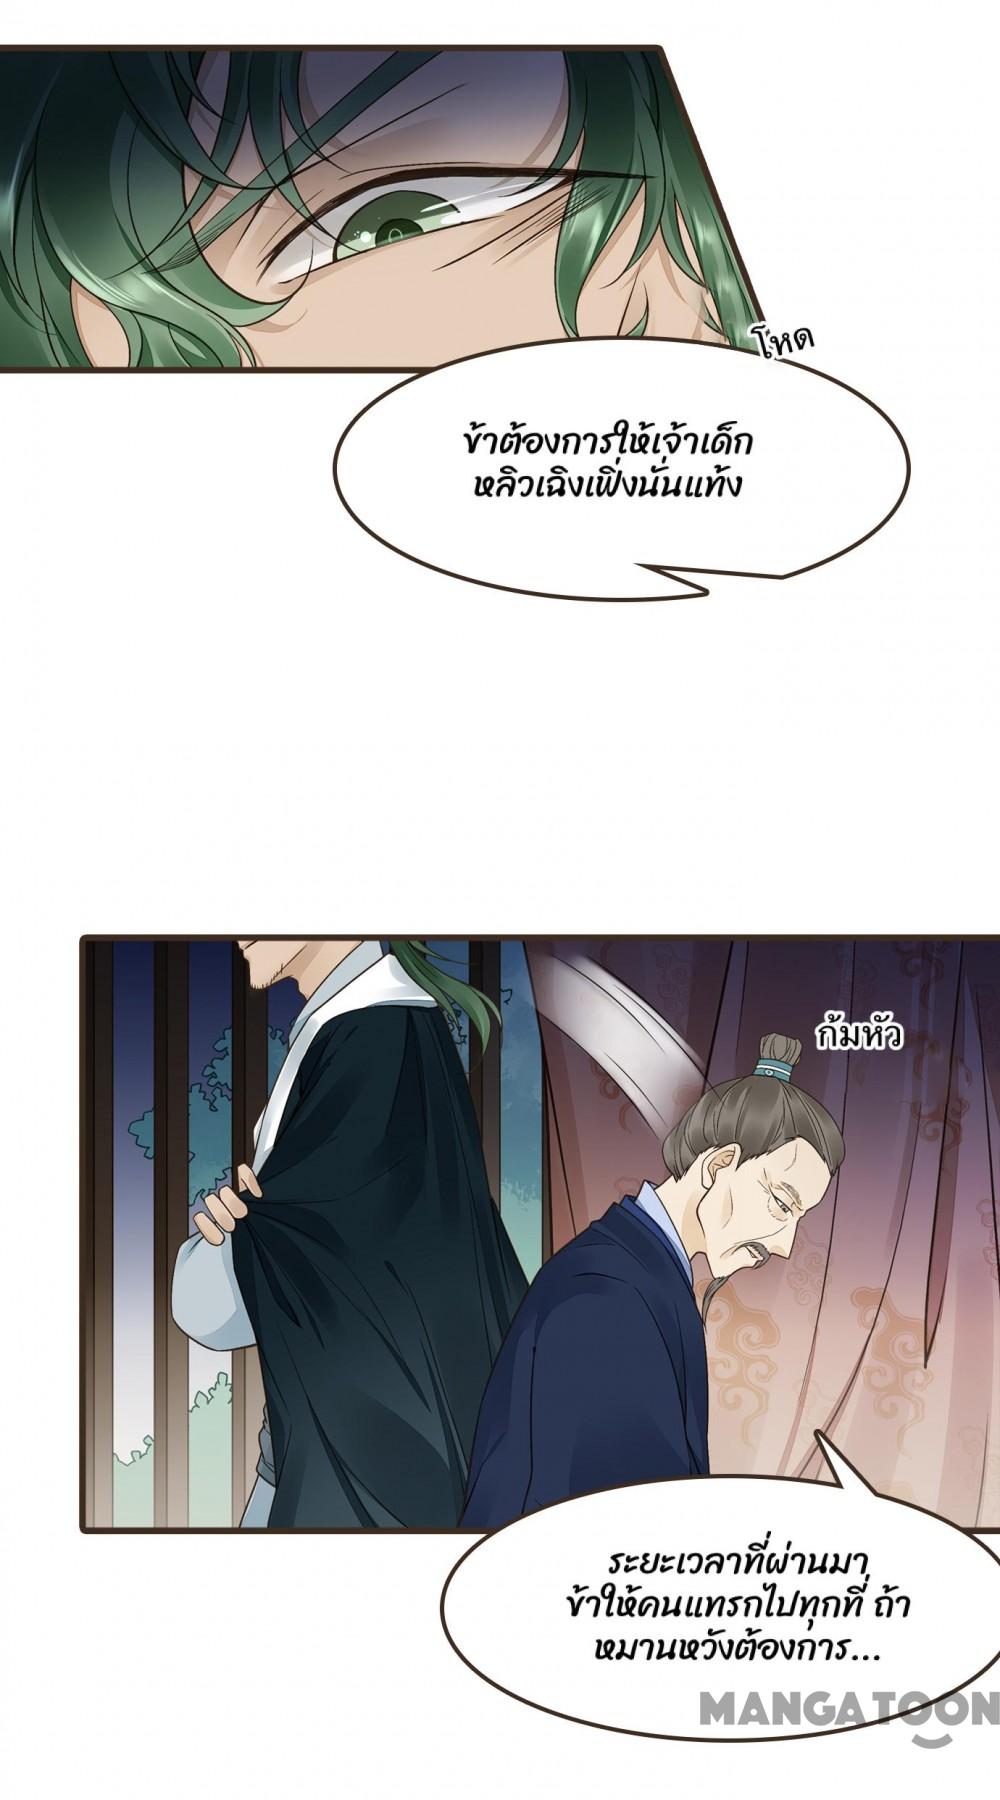 โหด
ข้าต้องการให้เจ้าเด็ก
หลิวเฉิงเฟิ่งนั่นแท้ง
ก้มหัว
ระยะเวลาที่ผ่านมา
ข้าให้คนแทรกไปทุกที่ ถ้า
หมานหวังต้องการ...
MANGATOON